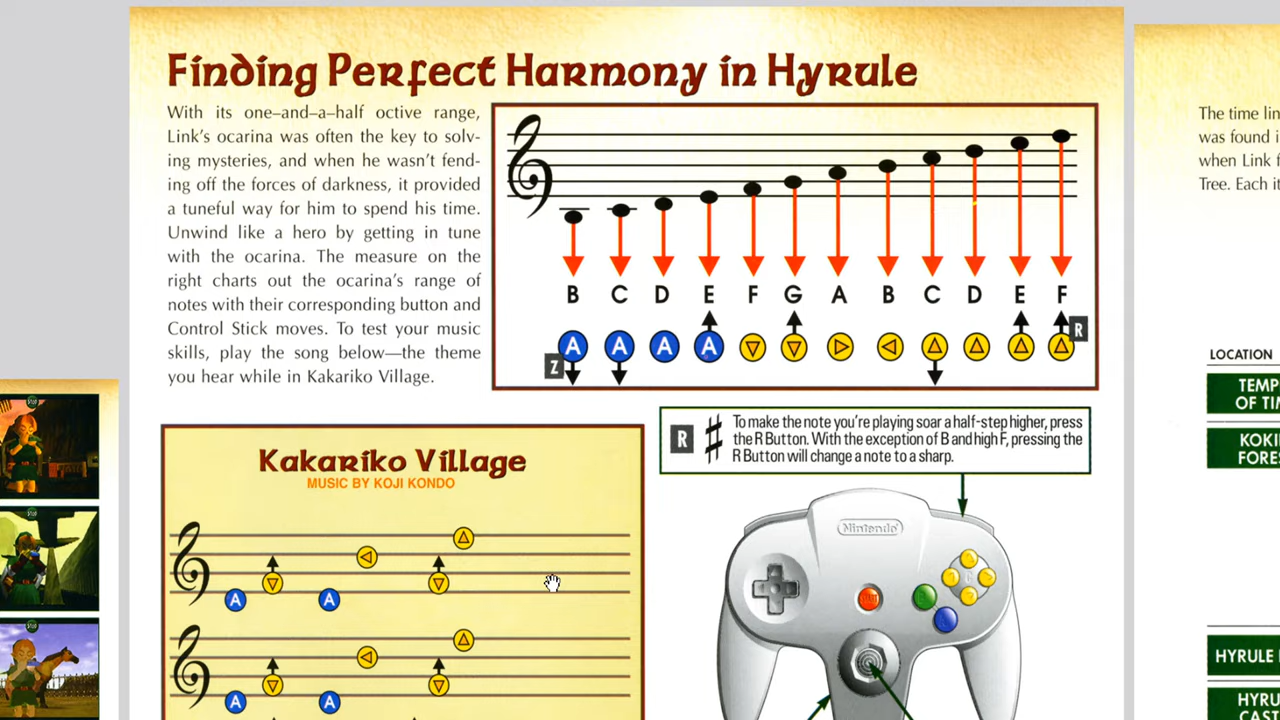 Finding Perfect Harmony in Hyrule
With its one–and–a–half octive range,
Link's ocarina was often the key to solv-
ing mysteries, and when he wasn't fend-
ing off the forces of darkness, it provided
a tuneful way for him to spend his time.
Unwind like a hero by getting in tune
with the ocarina. The measure on the
right charts out the ocarina's range of
notes with their corresponding button and
Control Stick moves. To test your music
skills, play the song below—the theme
you hear while in Kakariko Village.
B C D E F G A B C D E F
A A A A
Z
R
R
To make the note you're playing soar a half-step higher, press
the R Button. With the exception of B and high F, pressing the
R Button will change a note to a sharp.
Kakariko Village
MUSIC BY KOJI KONDO
A A
A A
Nintendo
The time lin
was found i
when Link f
Tree. Each it
LOCATION
TEMP
OF TIM
KOKI
FORES
HYRULE
HYRU
CAST